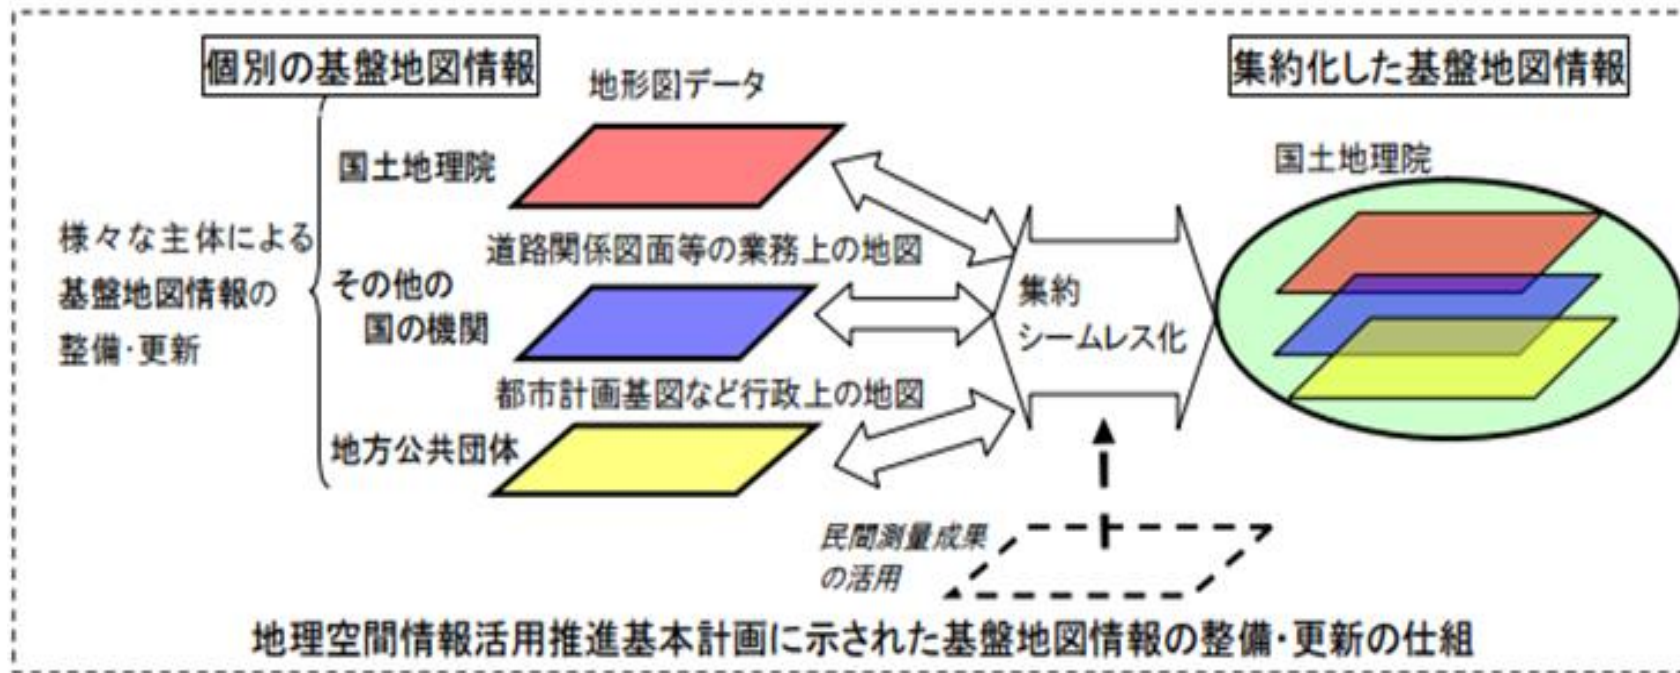 個別の基盤地図情報
集約化した基盤地図情報
地形図データ
国土地理院
国土地理院
様々な主体による
基盤地図情報の
整備・更新
道路関係図面等の業務上の地図
その他の
国の機関
集約
シームレス化
都市計画基図など行政上の地図
地方公共団体
民間測量成果
の活用
地理空間情報活用推進基本計画に示された基盤地図情報の整備・更新の仕組